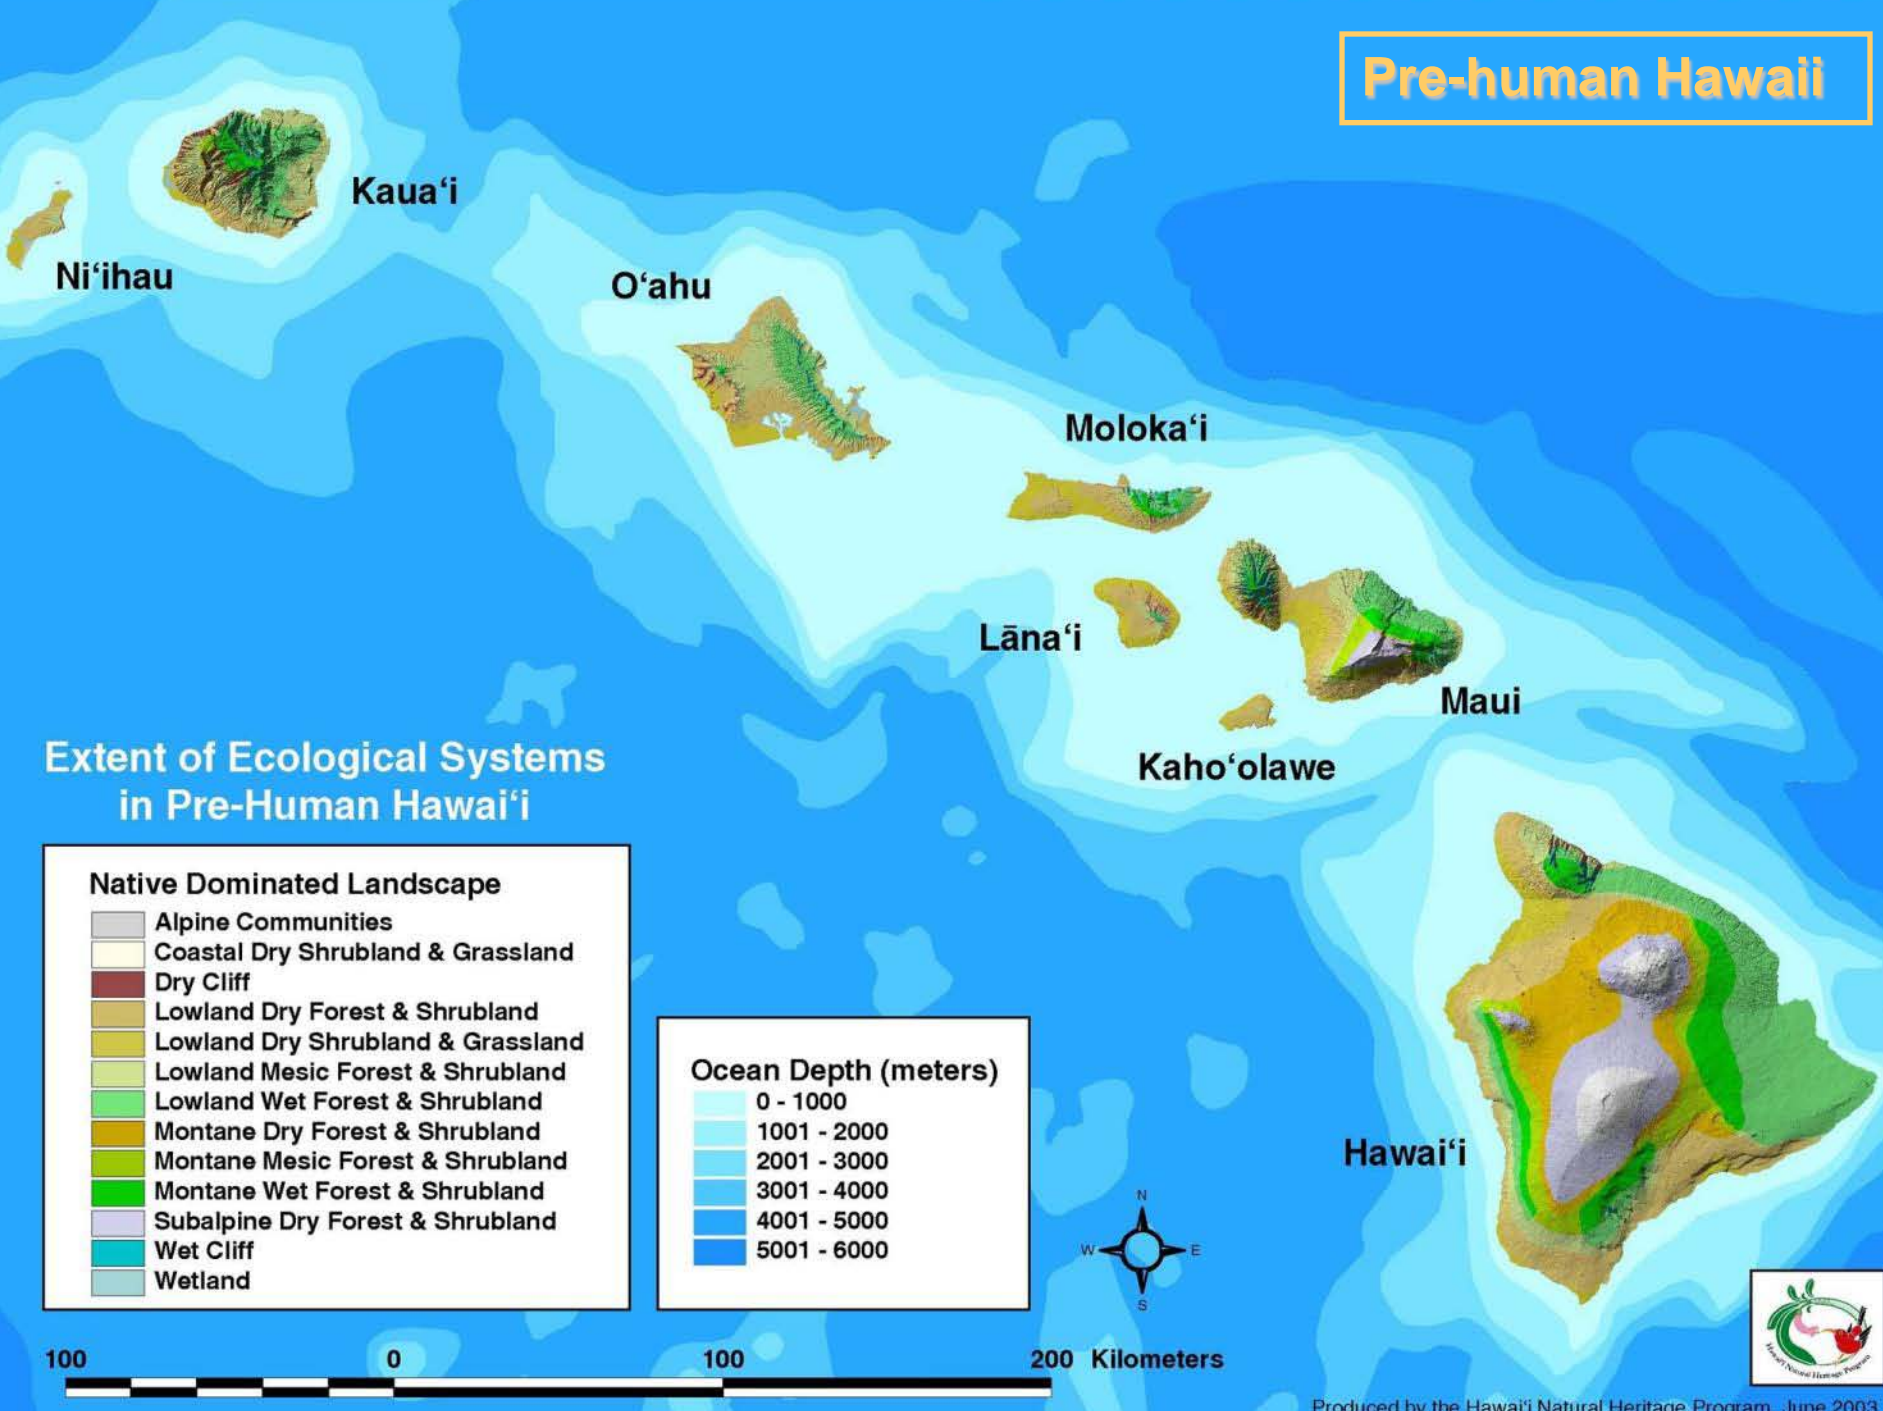 Pre-human Hawaii
Kaua‘i
Ni‘ihau
O‘ahu
Moloka‘i
Lāna‘i
Maui
Kaho‘olawe
Hawai‘i
Extent of Ecological Systems
in Pre-Human Hawai‘i
Native Dominated Landscape
Alpine Communities
Coastal Dry Shrubland & Grassland
Dry Cliff
Lowland Dry Forest & Shrubland
Lowland Dry Shrubland & Grassland
Lowland Mesic Forest & Shrubland
Lowland Wet Forest & Shrubland
Montane Dry Forest & Shrubland
Montane Mesic Forest & Shrubland
Montane Wet Forest & Shrubland
Subalpine Dry Forest & Shrubland
Wet Cliff
Wetland
Ocean Depth (meters)
0 - 1000
1001 - 2000
2001 - 3000
3001 - 4000
4001 - 5000
5001 - 6000
N
W E
S
100 0 100 200 Kilometers
Hawai'i Natural Heritage Program
Produced by the Hawai'i Natural Heritage Program, June 2003